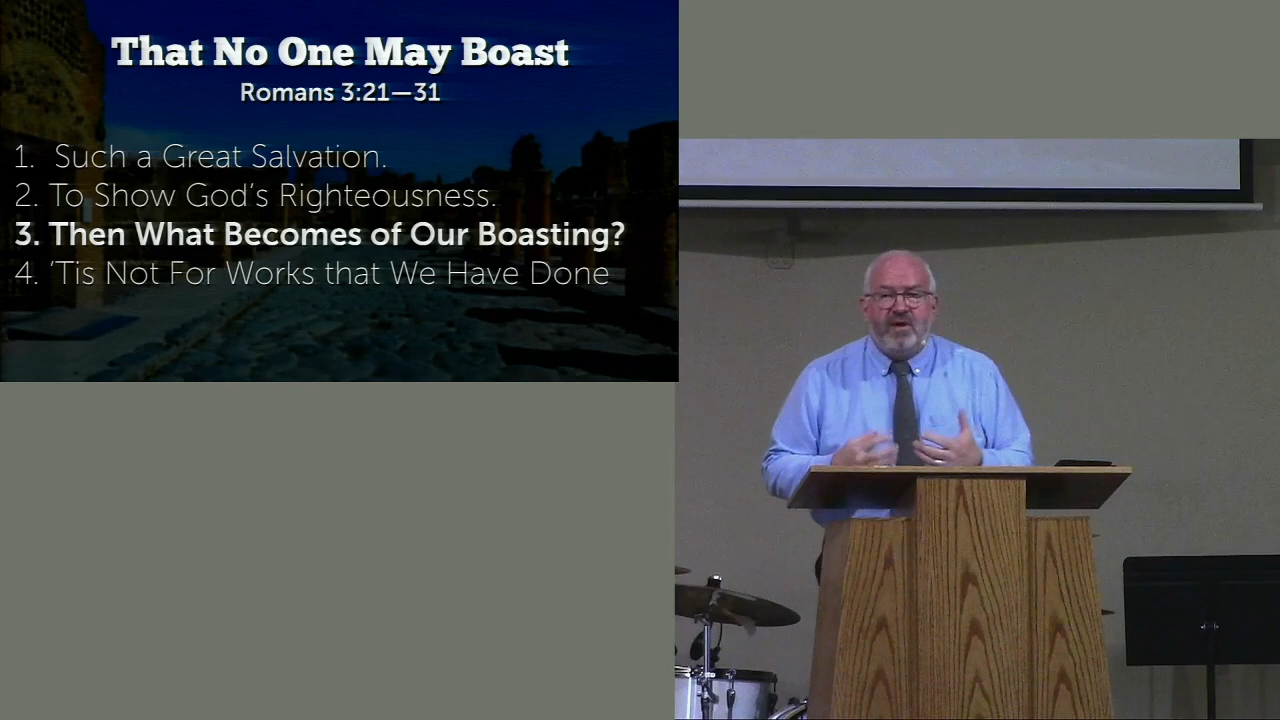 That No One May Boast
Romans 3:21—31
1. Such a Great Salvation.
2. To Show God's Righteousness.
3. Then What Becomes of Our Boasting?
4. 'Tis Not For Works that We Have Done